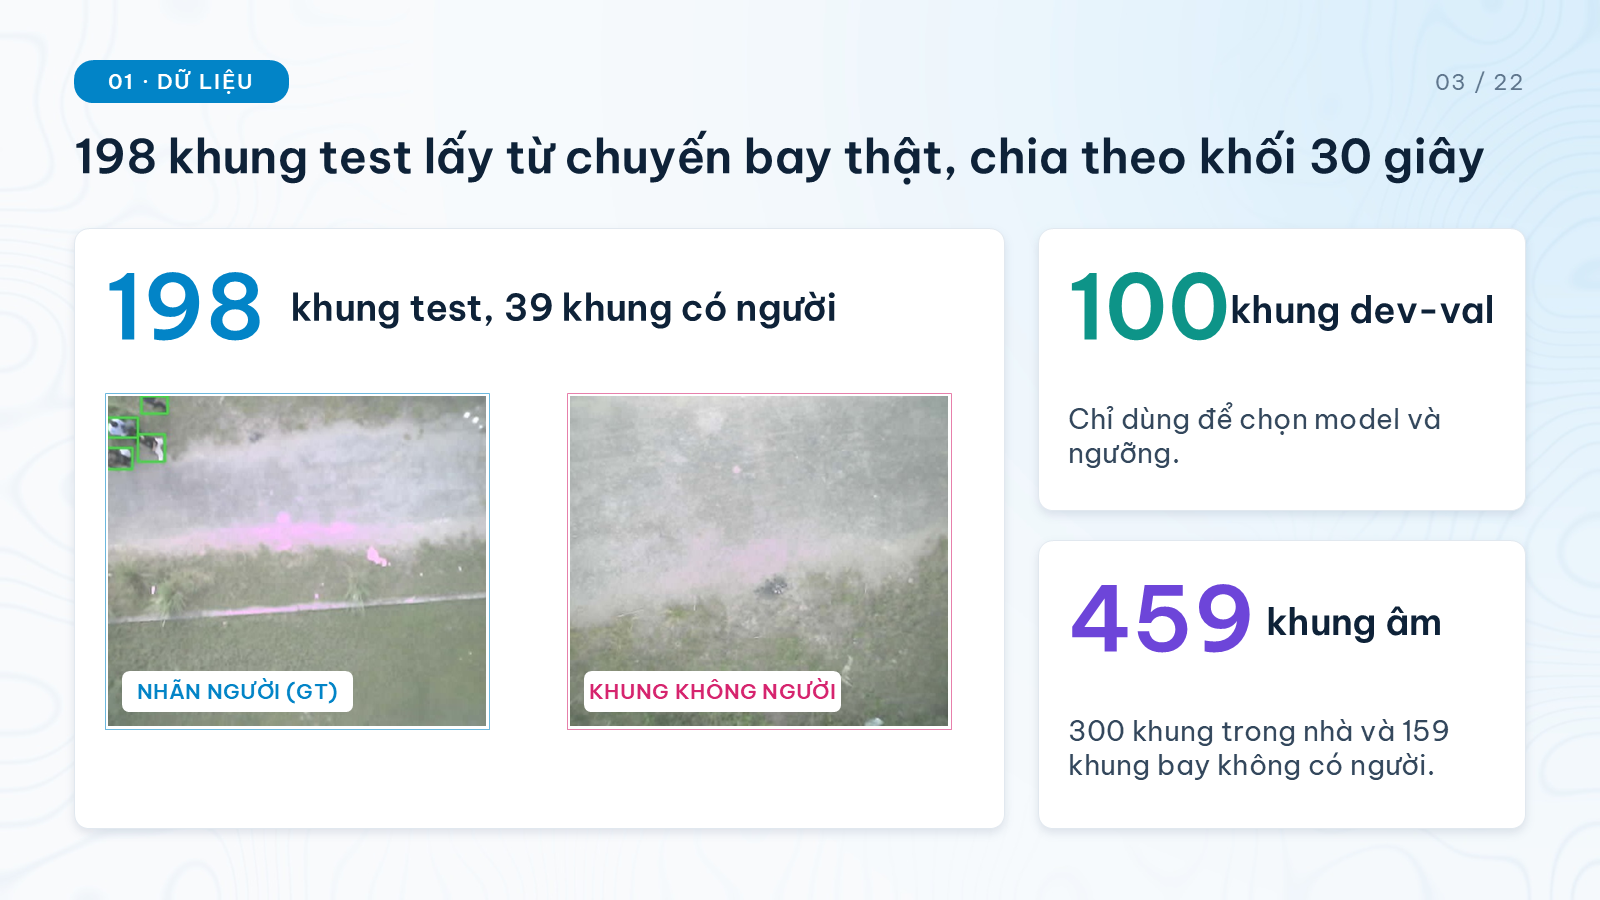 01 · DỮ LIỆU
03 / 22
198 khung test lấy từ chuyến bay thật, chia theo khối 30 giây
198 khung test, 39 khung có người
NHÃN NGƯỜI (GT)
KHUNG KHÔNG NGƯỜI
100 khung dev-val
Chỉ dùng để chọn model và
ngưỡng.
459 khung âm
300 khung trong nhà và 159
khung bay không có người.